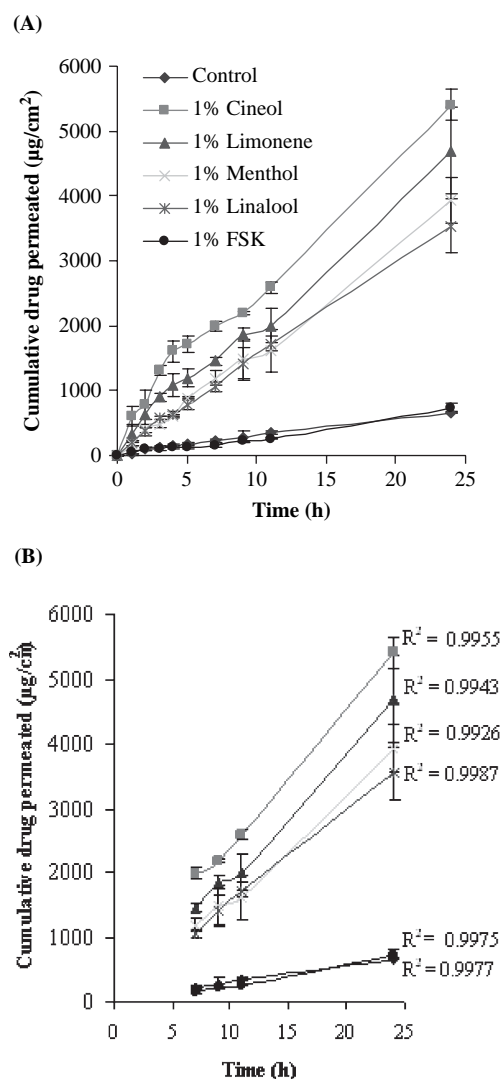 (A)
6000
5000
4000
3000
2000
1000
0
Cumulative drug permeated (µg/cm²)
Control
1% Cineol
1% Limonene
1% Menthol
1% Linalool
1% FSK
0 5 10 15 20 25
Time (h)
(B)
6000
5000
4000
3000
2000
1000
0
Cumulative drug permeated (µg/cm²)
R² = 0.9955
R² = 0.9943
R² = 0.9926
R² = 0.9987
R² = 0.9975
R² = 0.9977
0 5 10 15 20 25
Time (h)